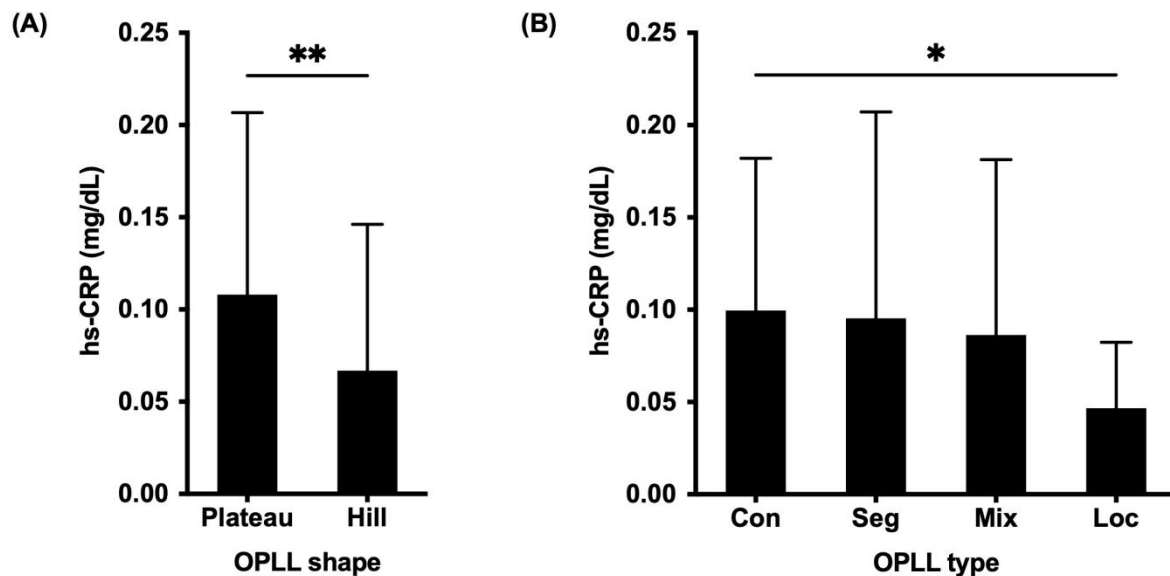 (A)
hs-CRP (mg/dL)
0.25
0.20
0.15
0.10
0.05
0.00
**
Plateau Hill
OPLL shape
(B)
hs-CRP (mg/dL)
0.25
0.20
0.15
0.10
0.05
0.00
*
Con Seg Mix Loc
OPLL type